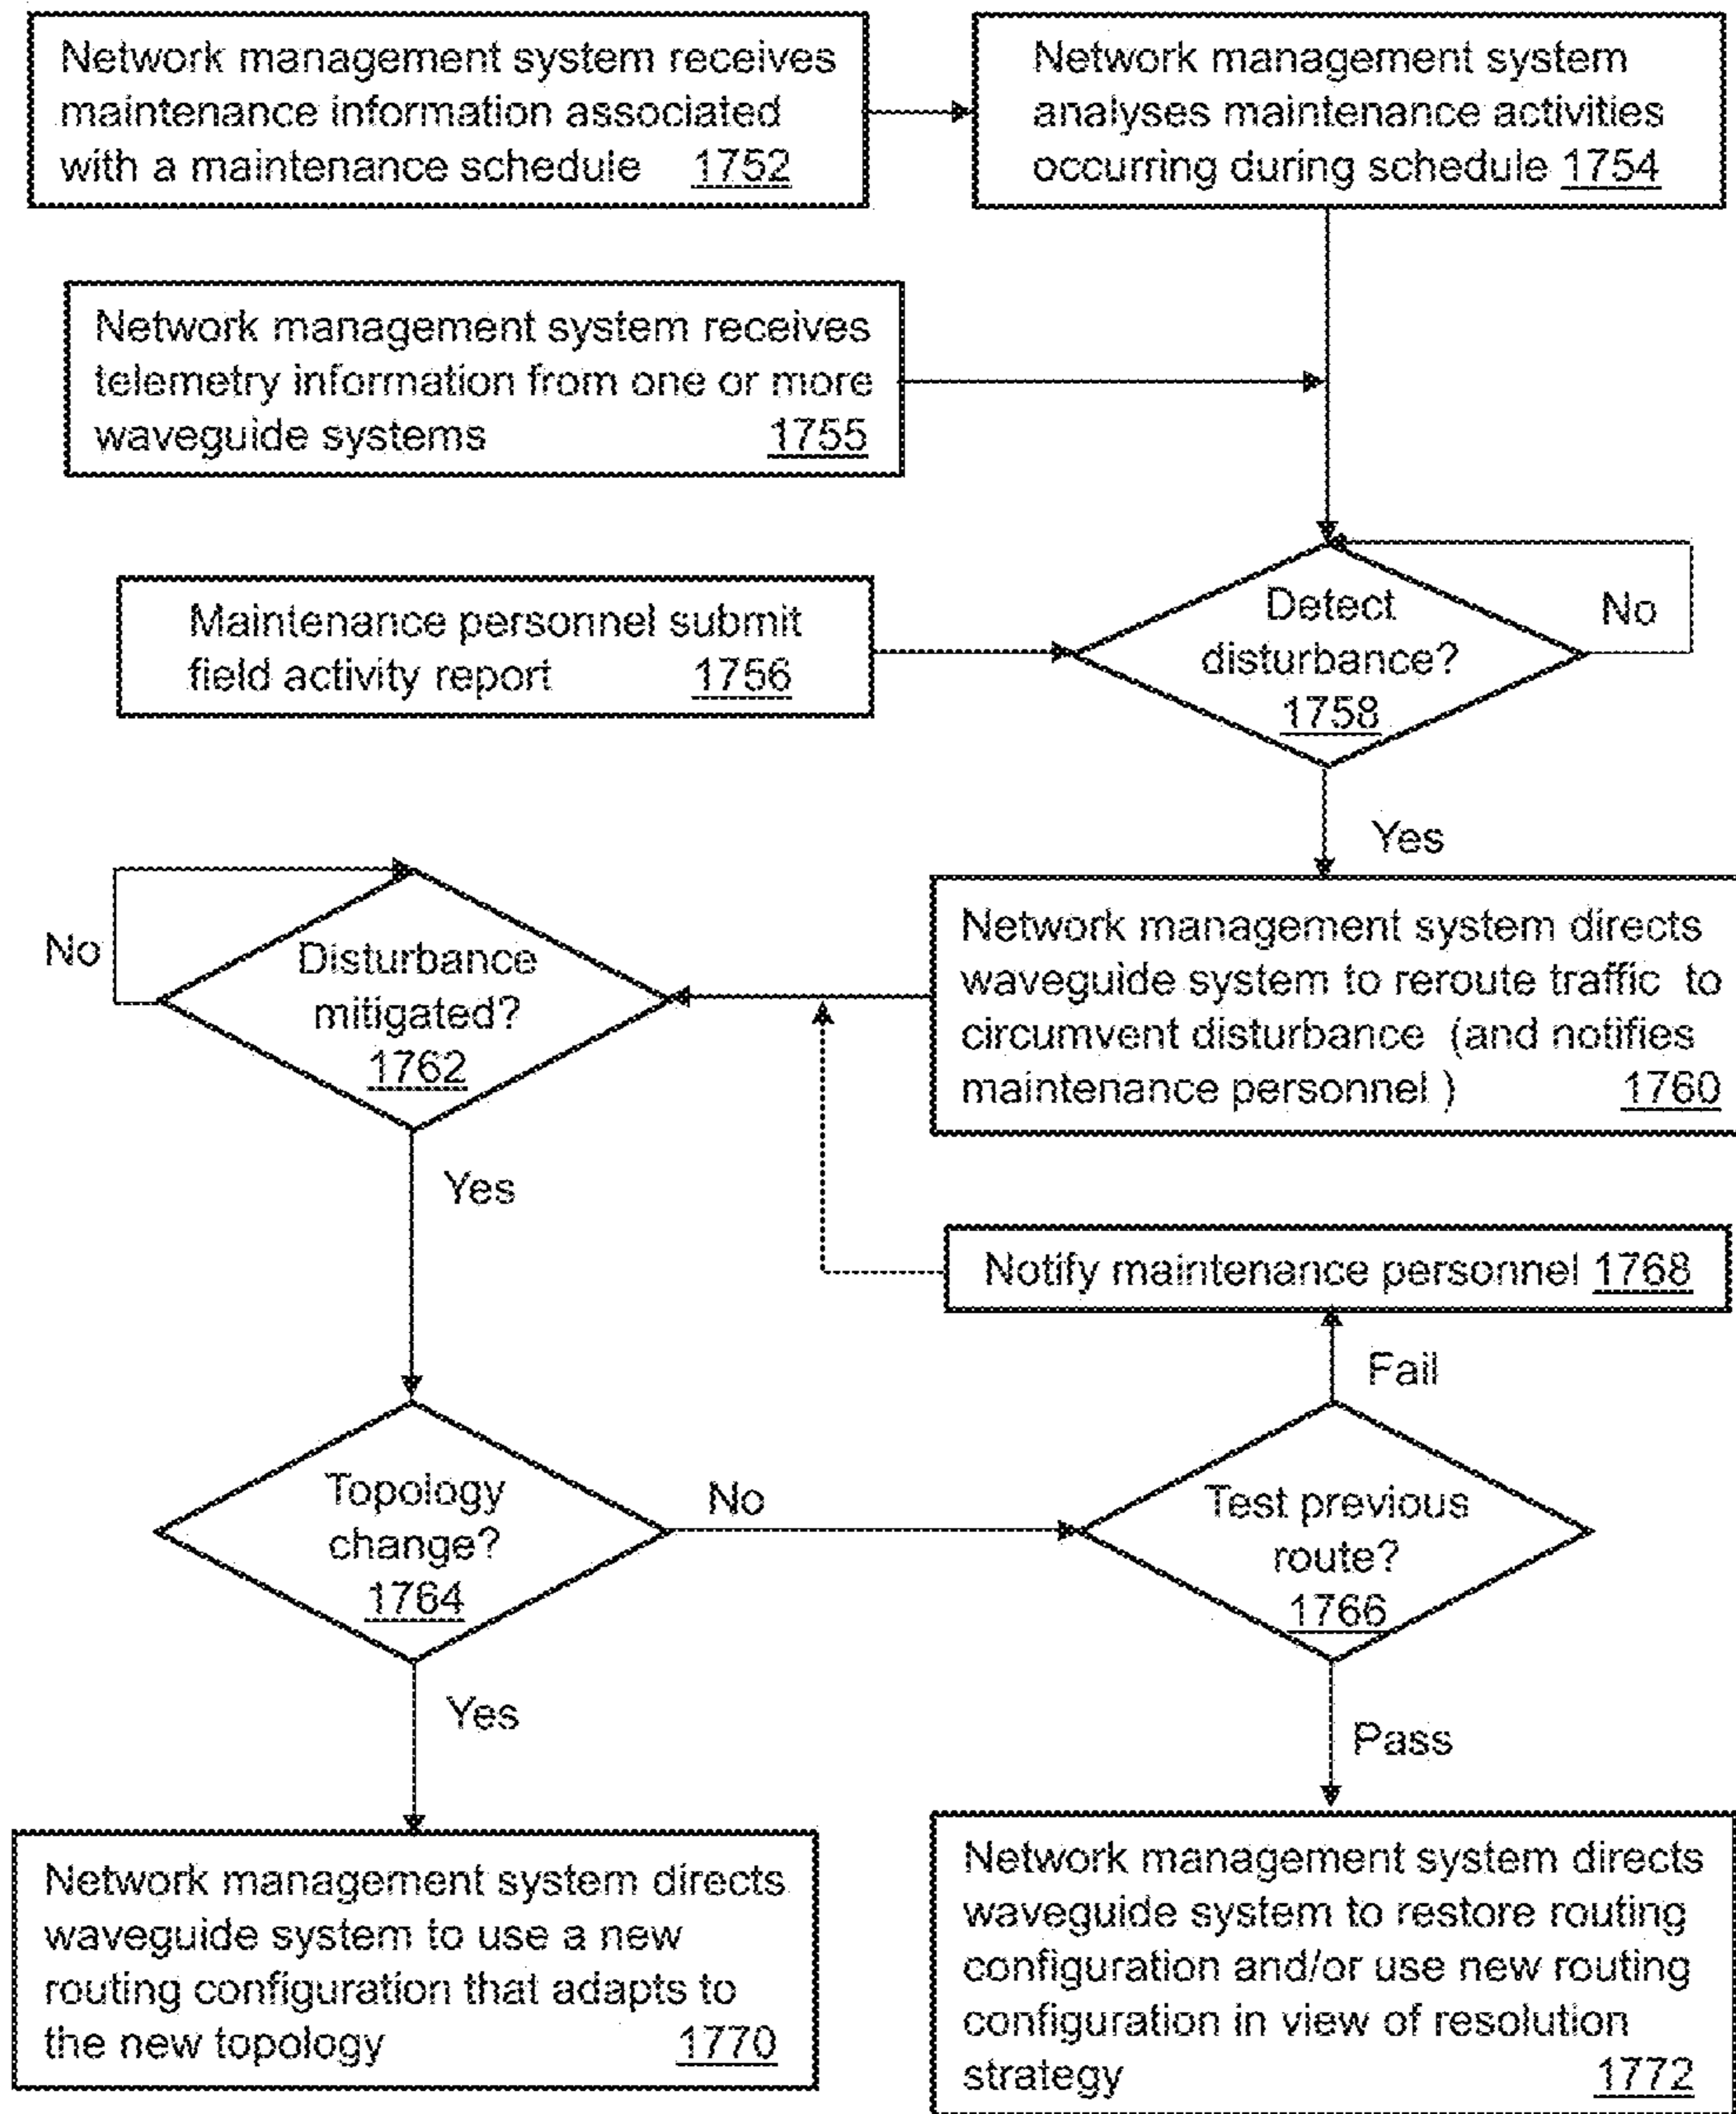 Network management system receives
maintenance information associated
with a maintenance schedule 1752
Network management system
analyses maintenance activities
occurring during schedule 1754
Network management system receives
telemetry information from one or more
waveguide systems 1755
Maintenance personnel submit
field activity report 1756
Detect
disturbance?
1758
No
Yes
Network management system directs
waveguide system to reroute traffic to
circumvent disturbance (and notifies
maintenance personnel ) 1760
No
Disturbance
mitigated?
1762
Yes
Notify maintenance personnel 1768
Fail
Topology
change?
1764
No
Test previous
route?
1766
Yes
Pass
Network management system directs
waveguide system to use a new
routing configuration that adapts to
the new topology 1770
Network management system directs
waveguide system to restore routing
configuration and/or use new routing
configuration in view of resolution
strategy 1772